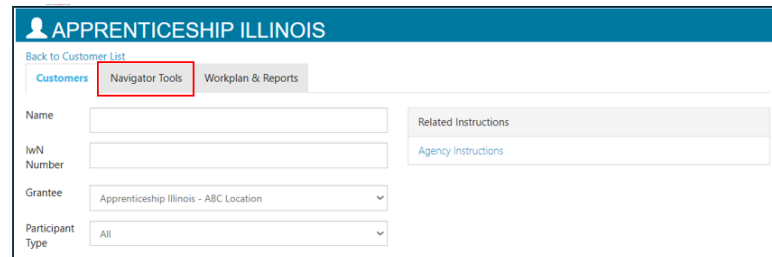 APPRENTICESHIP ILLINOIS
Back to Customer List
Customers Navigator Tools Workplan & Reports
Name
Related Instructions
IwN
Number
Agency Instructions
Grantee
Apprenticeship Illinois - ABC Location
Participant
Type
All